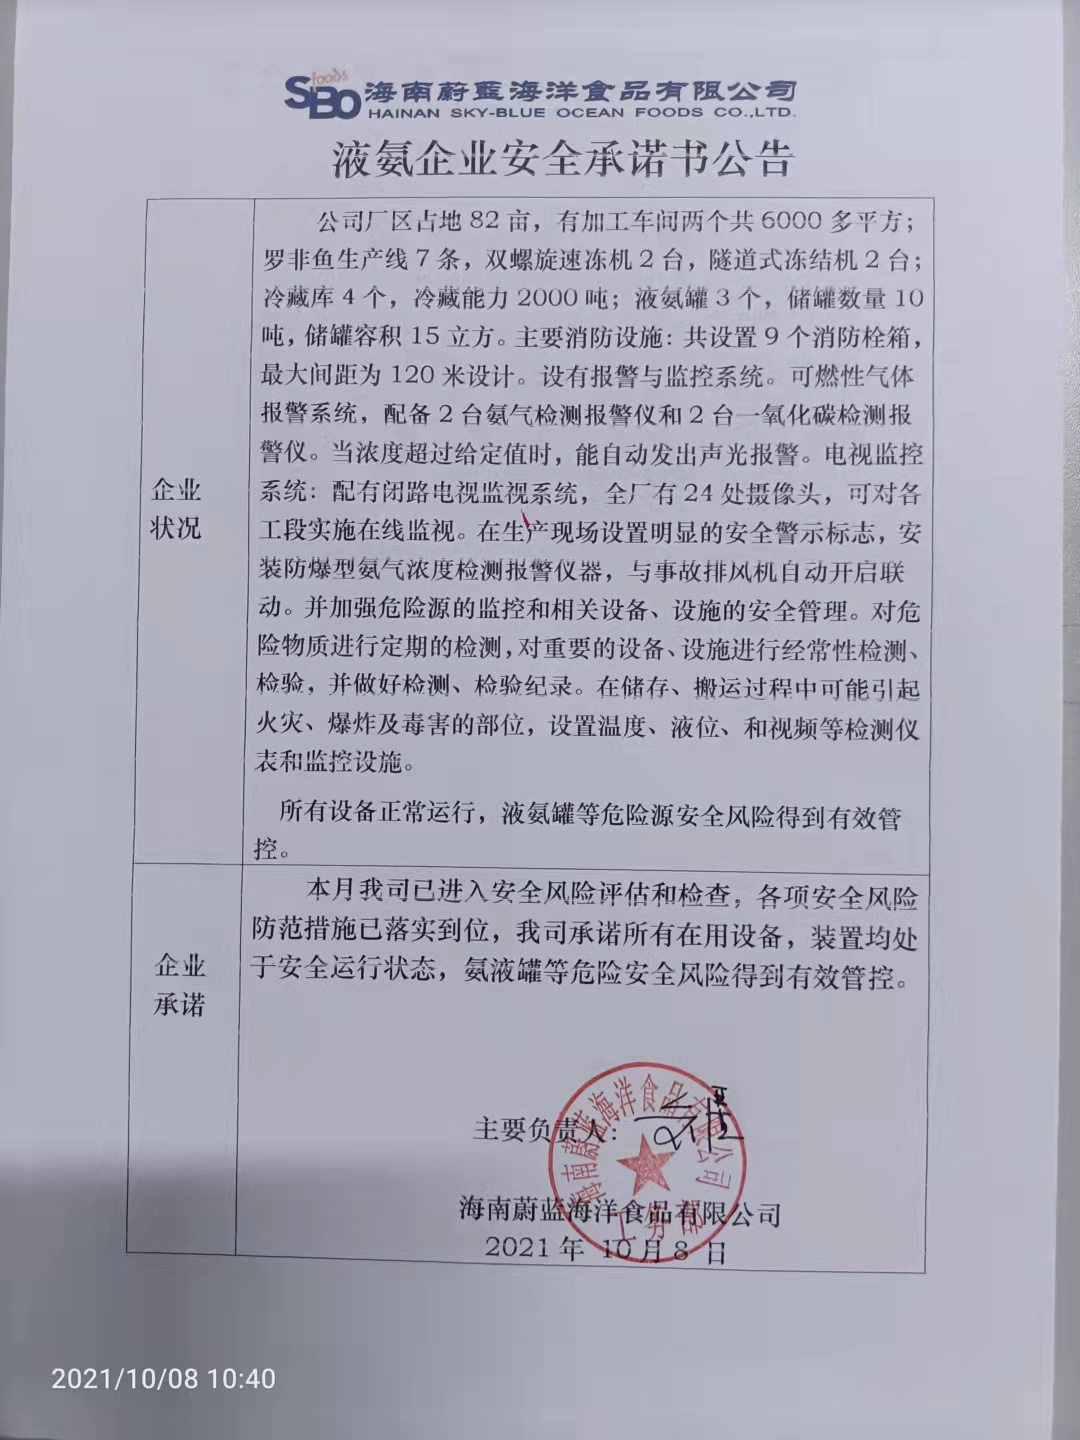 foods
SBO 海南蔚藍海洋食品有限公司
HAINAN SKY-BLUE OCEAN FOODS CO.,LTD.
液氨企业安全承诺书公告
企业
状况
公司厂区占地 82 亩，有加工车间两个共 6000 多平方；
罗非鱼生产线 7 条，双螺旋速冻机 2 台，隧道式冻结机 2 台；
冷藏库 4 个，冷藏能力 2000 吨；液氨罐 3 个，储罐数量 10
吨，储罐容积 15 立方。主要消防设施：共设置 9 个消防栓箱，
最大间距为 120 米设计。设有报警与监控系统。可燃性气体
报警系统，配备 2 台氨气检测报警仪和 2 台一氧化碳检测报
警仪。当浓度超过给定值时，能自动发出声光报警。电视监控
系统：配有闭路电视监视系统，全厂有 24 处摄像头，可对各
工段实施在线监视。在生产现场设置明显的安全警示标志，安
装防爆型氨气浓度检测报警仪器，与事故排风机自动开启联
动。并加强危险源的监控和相关设备、设施的安全管理。对危
险物质进行定期的检测，对重要的设备、设施进行经常性检测、
检验，并做好检测、检验纪录。在储存、搬运过程中可能引起
火灾、爆炸及毒害的部位，设置温度、液位、和视频等检测仪
表和监控设施。
所有设备正常运行，液氨罐等危险源安全风险得到有效管
控。
企业
承诺
本月我司已进入安全风险评估和检查，各项安全风险
防范措施已落实到位，我司承诺所有在用设备，装置均处
于安全运行状态，氨液罐等危险安全风险得到有效管控。
主要负责人：
海南蔚蓝海洋食品有限公司
工务部
海南蔚蓝海洋食品有限公司
2021 年 10 月 8 日
2021/10/08 10:40